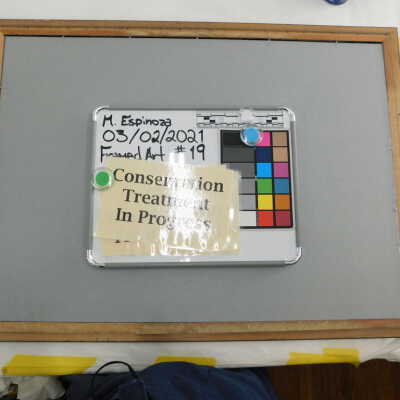 M. Espinoza
03/02/2021
Framed Art #19
Conservation
Treatment
In Progress